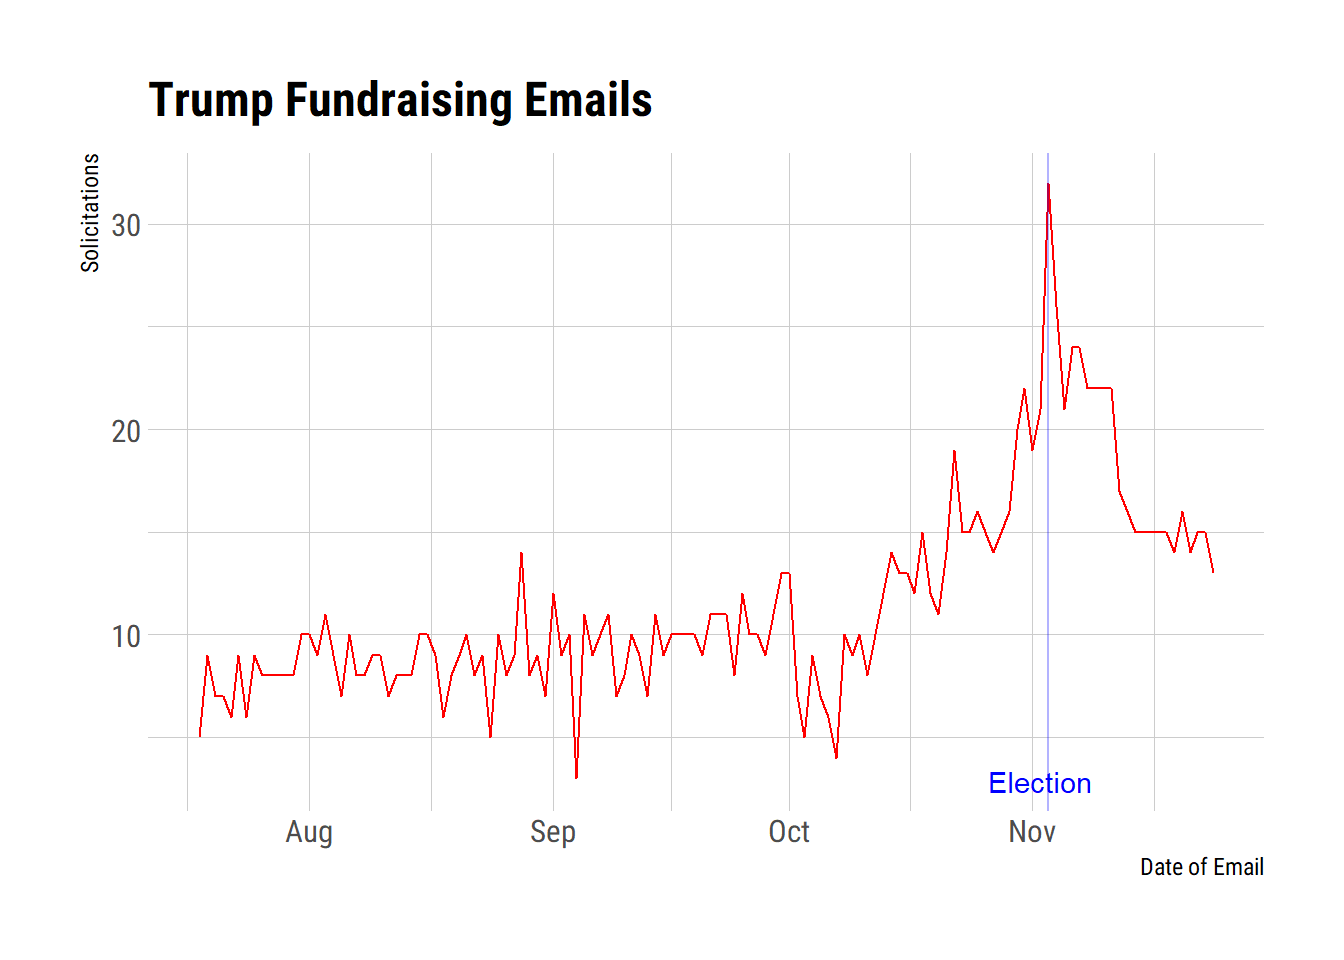 Trump Fundraising Emails
Solicitations
30
20
10
Election
Aug Sep Oct Nov
Date of Email